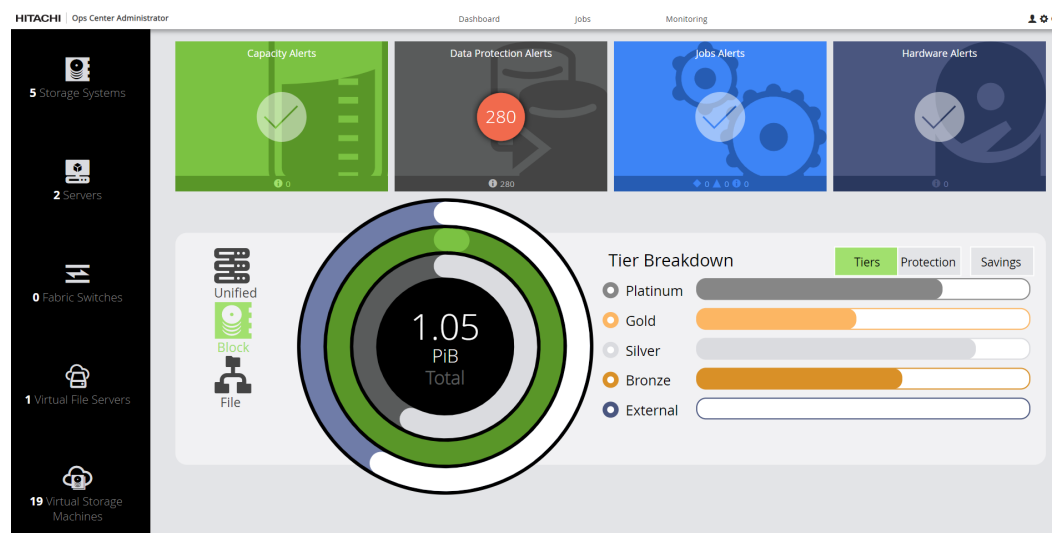 HITACHI Ops Center Administrator
Dashboard
Jobs
Monitoring
5 Storage Systems
2 Servers
0 Fabric Switches
1 Virtual File Servers
19 Virtual Storage
Machines
Capacity Alerts
0
Data Protection Alerts
280
280
Jobs Alerts
0 0 0
Hardware Alerts
0
Unified
Block
File
1.05
PiB
Total
Tier Breakdown
Tiers
Protection
Savings
Platinum
Gold
Silver
Bronze
External